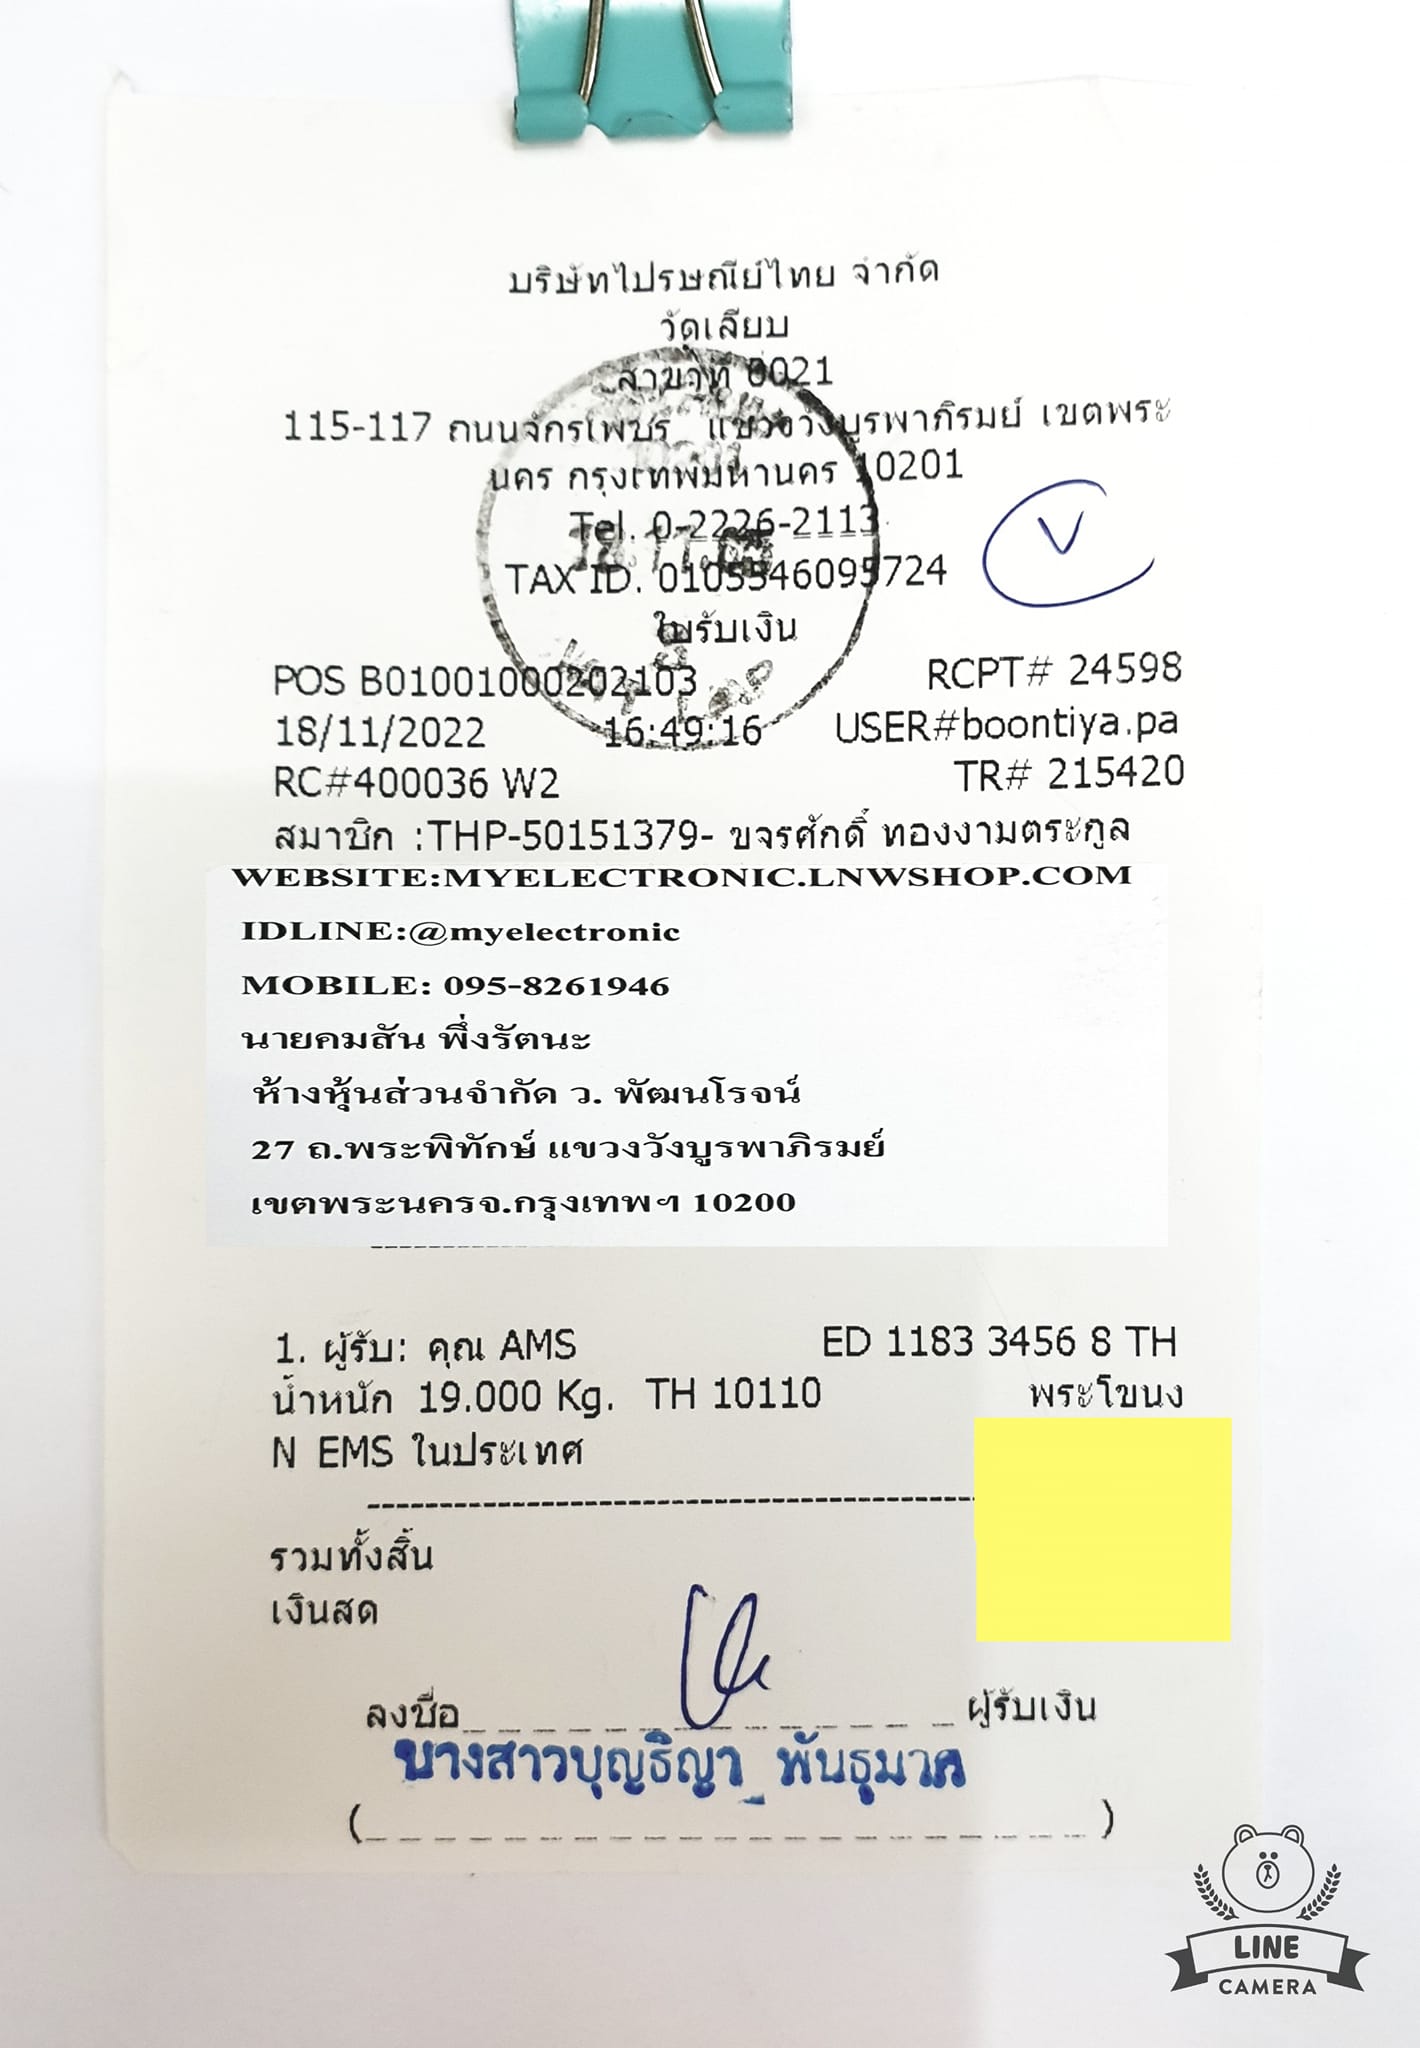 บริษัทไปรษณีย์ไทย จำกัด
วัดเลียบ
สาขาที่ 0021
115-117 ถนนจักรเพชร แขวงวังบูรพาภิรมย์ เขตพระ
นคร กรุงเทพมหานคร 10201
Tel. 0-2226-2113
TAX ID. 0105546095724
ใบรับเงิน
POS B01001000202103 RCPT# 24598
18/11/2022 16:49:16 USER#boontiya.pa
RC#400036 W2 TR# 215420
สมาชิก :THP-50151379- ขจรศักดิ์ ทองงามตระกูล
WEBSITE:MYELECTRONIC.LNWSHOP.COM
IDLINE:@myelectronic
MOBILE: 095-8261946
นายคมสัน พึ่งรัตนะ
ห้างหุ้นส่วนจำกัด ว. พัฒนโรจน์
27 ถ.พระพิทักษ์ แขวงวังบูรพาภิรมย์
เขตพระนครจ.กรุงเทพฯ 10200
1. ผู้รับ: คุณ AMS ED 1183 3456 8 TH
น้ำหนัก 19.000 Kg. TH 10110 พระโขนง
N EMS ในประเทศ
รวมทั้งสิ้น
เงินสด
ลงชื่อ ผู้รับเงิน
นางสาวบุญธิญา พันธุมาศ
( )
LINE
CAMERA